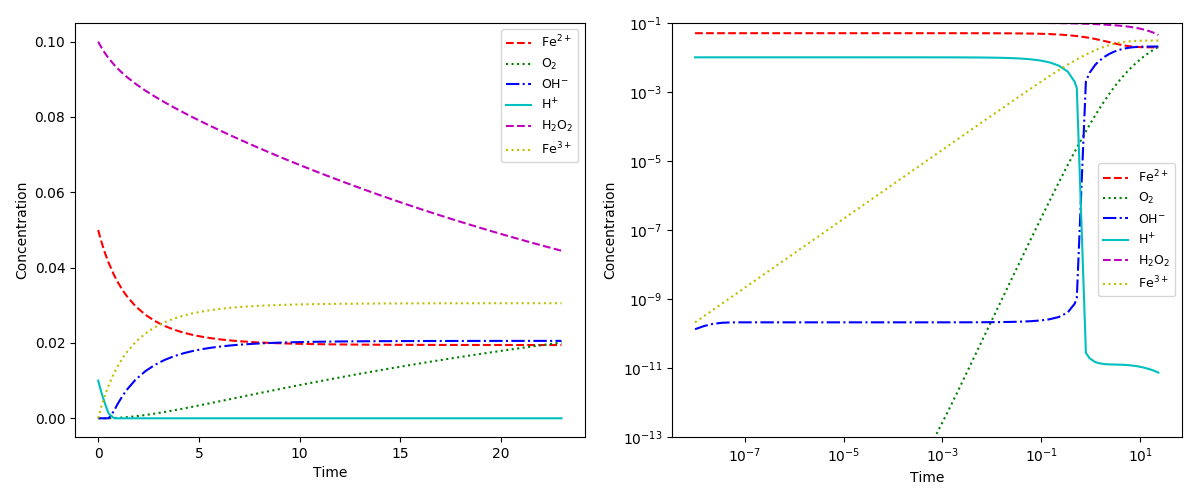 0.10
0.08
0.06
0.04
0.02
0.00
Concentration
0
5
10
15
20
Time
Fe²⁺
O₂
OH⁻
H⁺
H₂O₂
Fe³⁺
10⁻¹
10⁻³
10⁻⁵
10⁻⁷
10⁻⁹
10⁻¹¹
10⁻¹³
Concentration
10⁻⁷
10⁻⁵
10⁻³
10⁻¹
10¹
Time
Fe²⁺
O₂
OH⁻
H⁺
H₂O₂
Fe³⁺